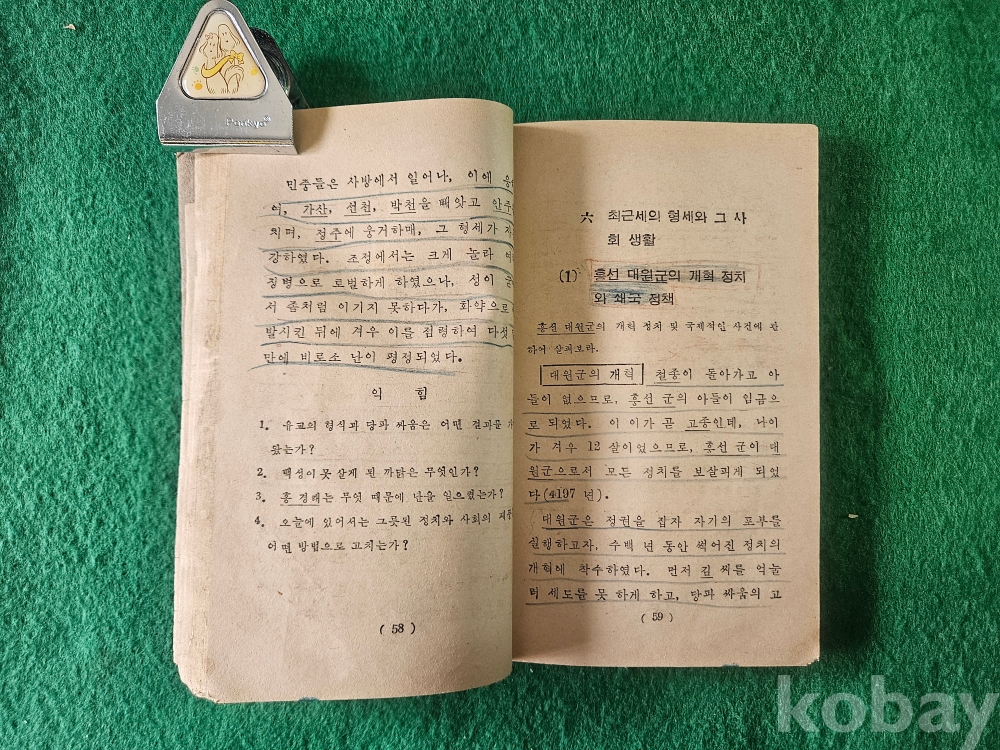 Pookyo
민중들은 사방에서 일어나, 이에 응
여, 가산, 선천, 박천을 빼앗고 안주
치며, 정주에 웅거하매, 그 형세가 자
강하였다. 조정에서는 크게 놀라
징병으로 토벌하게 하였으나, 성이
서 좀처럼 이기지 못하다가, 화약으로
발시킨 뒤에 겨우 이를 점령하여 다섯
만에 비로소 난이 평정되었다.
익 힘
1. 유교의 형식과 당파 싸움은 어떤 결과를
왔는가?
2. 백성이 못 살게 된 까닭은 무엇인가?
3. 홍 경래는 무엇 때문에 난을 일으켰는가?
4. 오늘에 있어서는 그릇된 정치와 사회의
어떤 방법으로 고치는가?
( 58 )
六 최근세의 형세와 그 사
회 생활
(1) 흥선 대원군의 개혁 정치
와 쇄국 정책
흥선 대원군의 개혁 정치 및 국제적인 사건에 관
하여 살펴보라.
대원군의 개혁 철종이 돌아가고 아
들이 없으므로, 흥선 군의 아들이 임금으
로 되었다. 이 이가 곧 고종인데, 나이
가 겨우 12 살이었으므로, 흥선 군이 대
원군으로서 모든 정치를 보살피게 되었
다(4197 년).
대원군은 정권을 잡자 자기의 포부를
실행하고자, 수백 년 동안 썩어진 정치의
개혁에 착수하였다. 먼저 김 씨를 억눌
러 세도를 못 하게 하고, 당파 싸움의 고
( 59 )
kobay